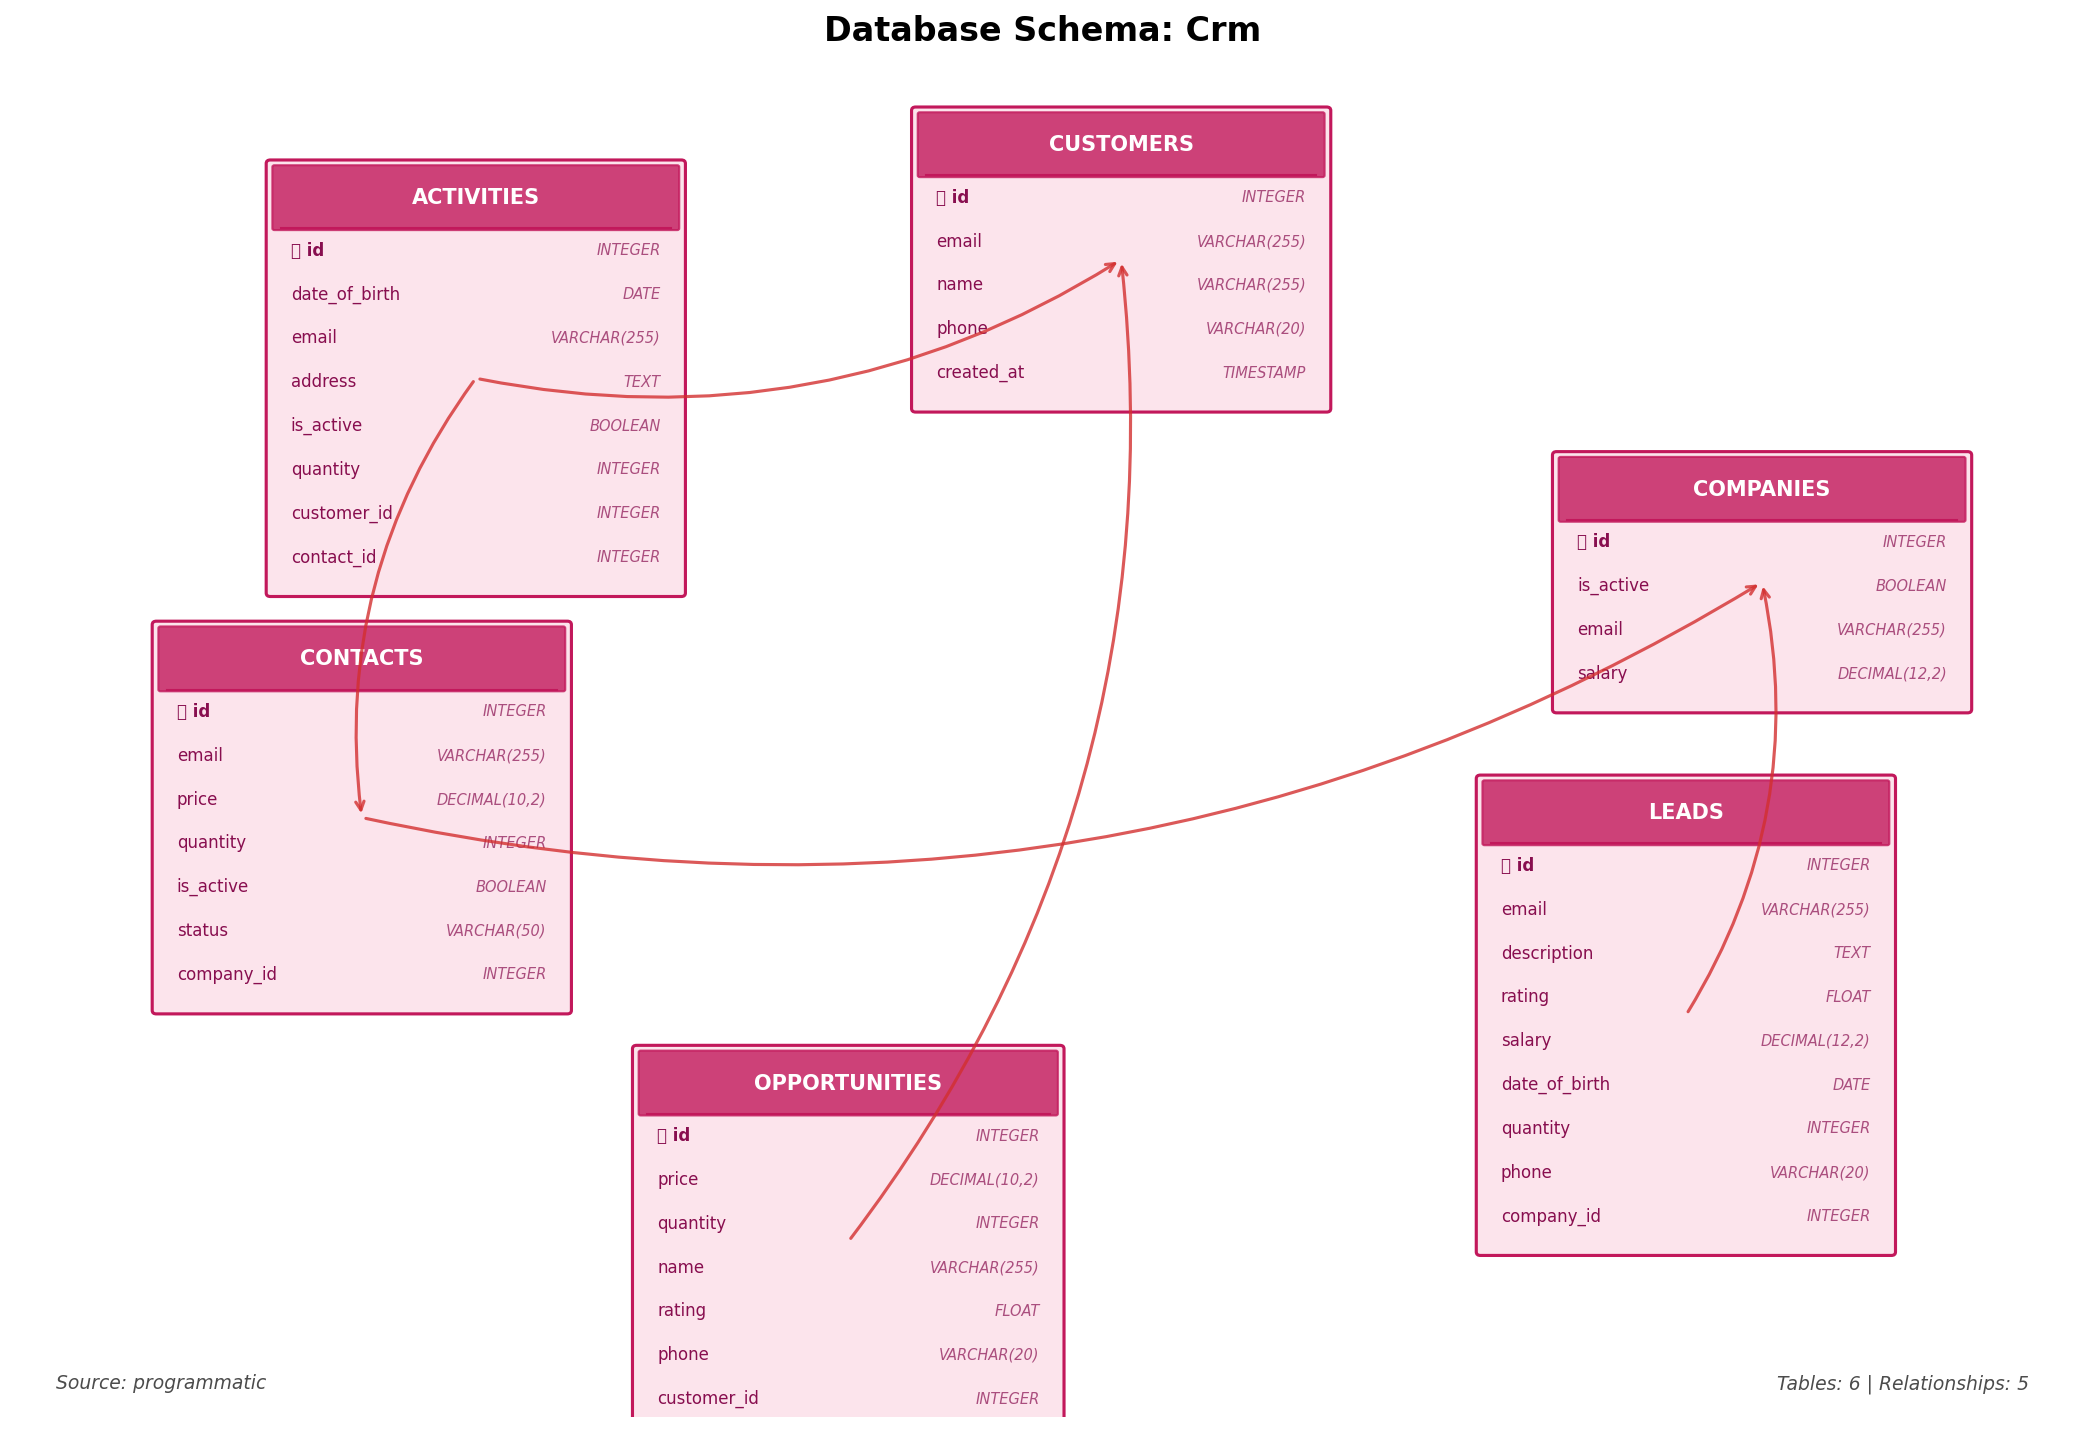 Database Schema: Crm
CUSTOMERS
id INTEGER
email VARCHAR(255)
name VARCHAR(255)
phone VARCHAR(20)
created_at TIMESTAMP
ACTIVITIES
id INTEGER
date_of_birth DATE
email VARCHAR(255)
address TEXT
is_active BOOLEAN
quantity INTEGER
customer_id INTEGER
contact_id INTEGER
COMPANIES
id INTEGER
is_active BOOLEAN
email VARCHAR(255)
salary DECIMAL(12,2)
CONTACTS
id INTEGER
email VARCHAR(255)
price DECIMAL(10,2)
quantity INTEGER
is_active BOOLEAN
status VARCHAR(50)
company_id INTEGER
LEADS
id INTEGER
email VARCHAR(255)
description TEXT
rating FLOAT
salary DECIMAL(12,2)
date_of_birth DATE
quantity INTEGER
phone VARCHAR(20)
company_id INTEGER
OPPORTUNITIES
id INTEGER
price DECIMAL(10,2)
quantity INTEGER
name VARCHAR(255)
rating FLOAT
phone VARCHAR(20)
customer_id INTEGER
Source: programmatic
Tables: 6 | Relationships: 5